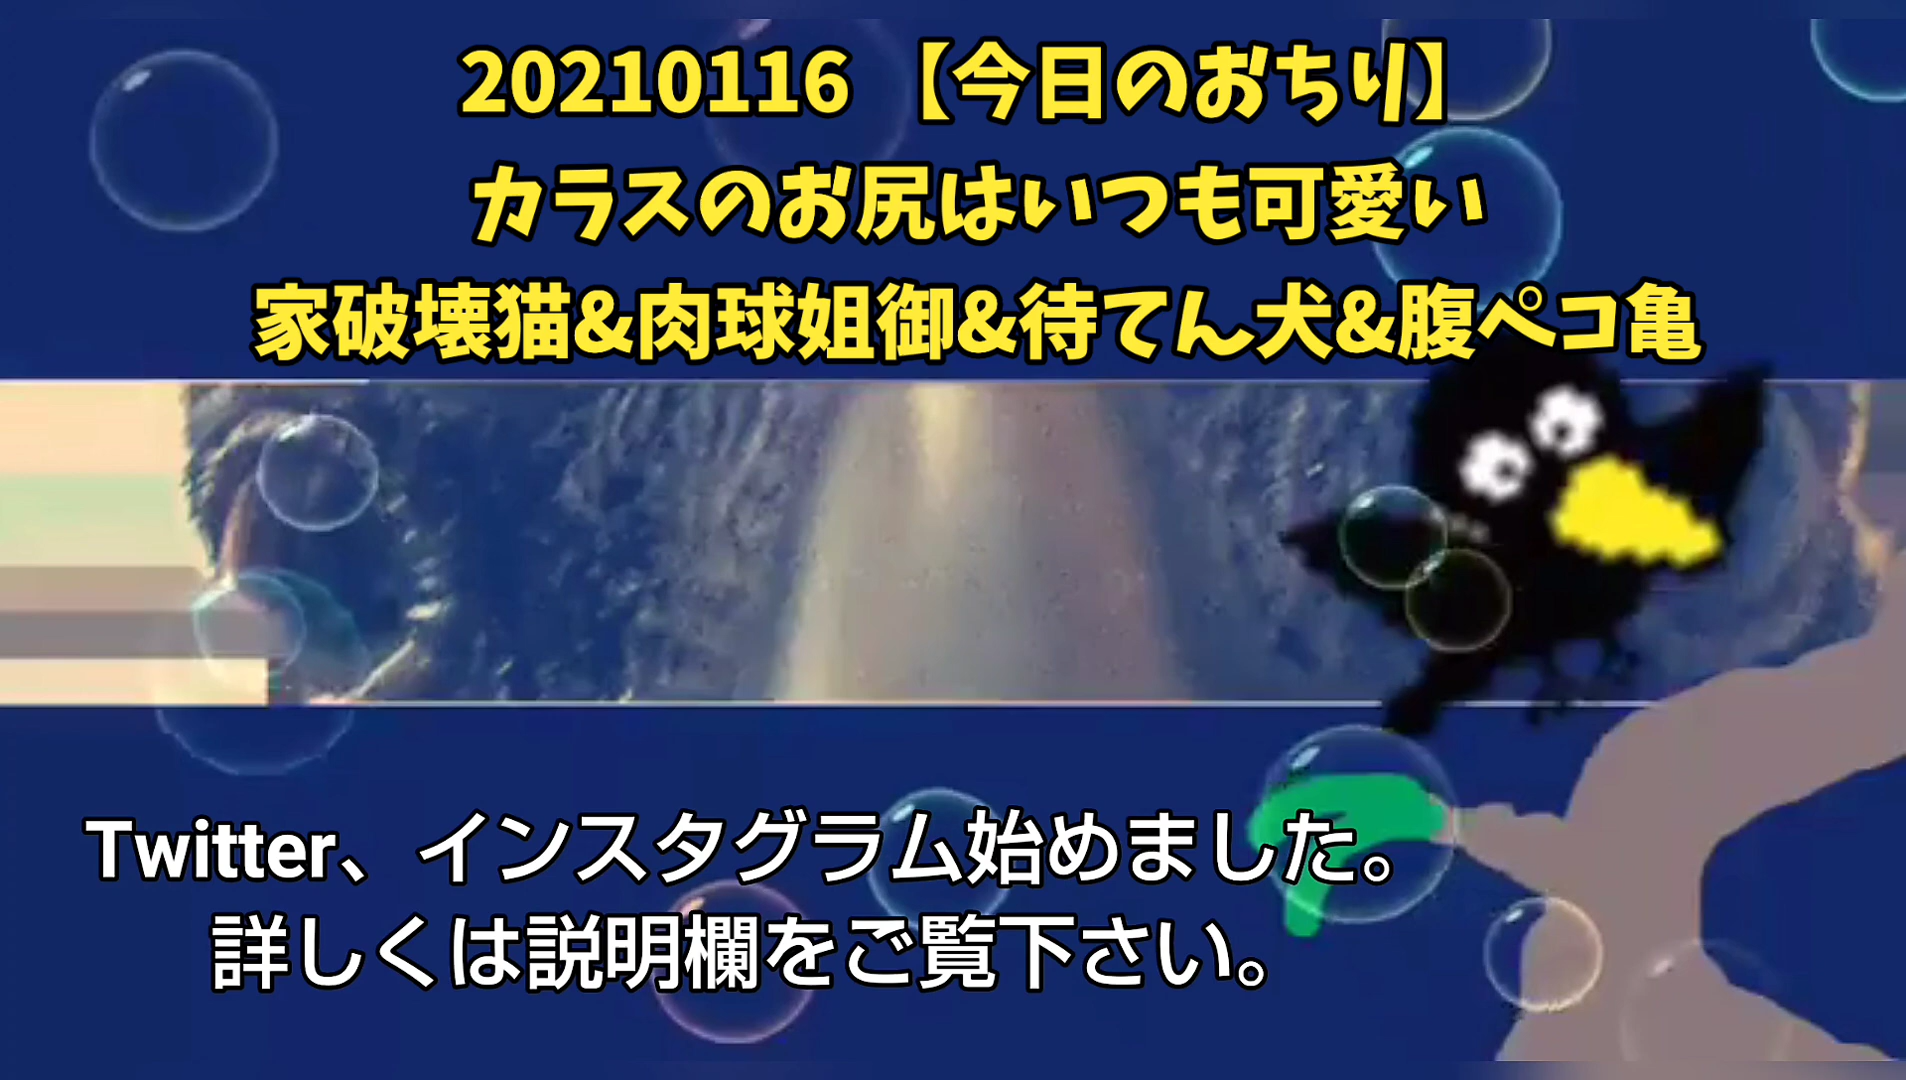 20210116 【今日のおちり】
カラスのお尻はいつも可愛い
家破壊猫&肉球姐御&待てん犬&腹ペコ亀
Twitter、インスタグラム始めました。
詳しくは説明欄をご覧下さい。